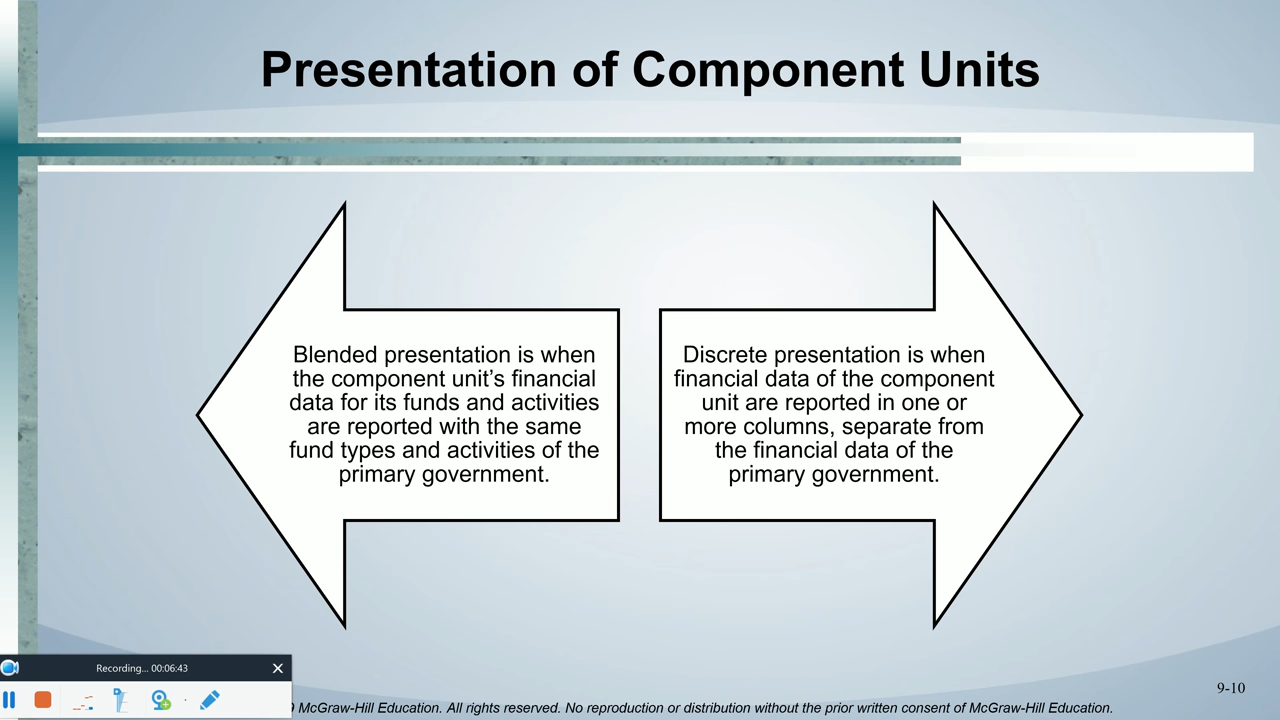 Presentation of Component Units
Blended presentation is when
the component unit’s financial
data for its funds and activities
are reported with the same
fund types and activities of the
primary government.
Discrete presentation is when
financial data of the component
unit are reported in one or
more columns, separate from
the financial data of the
primary government.
Recording... 00:06:43
9-10
McGraw-Hill Education. All rights reserved. No reproduction or distribution without the prior written consent of McGraw-Hill Education.